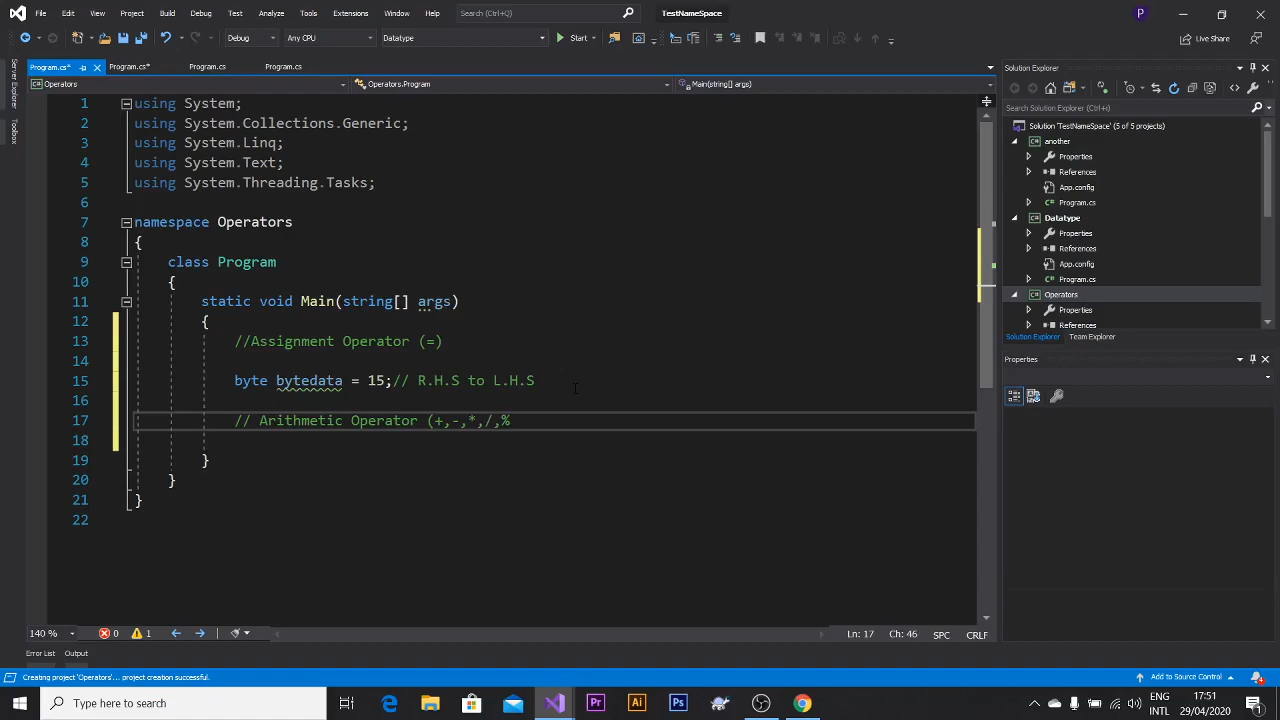 File Edit View Git Project Build Debug Test Analyze Tools Extensions Window Help Search (Ctrl+Q) TestNameSpace P
Debug Any CPU Datatype Start Live Share
Program.cs* Program.cs* Program.cs Program.cs
Operators Operators.Program Main(string[] args)
Server Explorer
Toolbox
1 using System;
2 using System.Collections.Generic;
3 using System.Linq;
4 using System.Text;
5 using System.Threading.Tasks;
6
7 namespace Operators
8 {
9 class Program
10 {
11 static void Main(string[] args)
12 {
13 //Assignment Operator (=)
14
15 byte bytedata = 15;// R.H.S to L.H.S
16
17 // Arithmetic Operator (+,-,*,/,%
18
19 }
20 }
21 }
22
140 % 0 1 Ln: 17 Ch: 46 SPC CRLF
Error List Output
Solution Explorer
Search Solution Explorer (Ctrl+;)
Solution 'TestNameSpace' (5 of 5 projects)
C# another
Properties
References
App.config
C# Program.cs
C# Datatype
Properties
References
App.config
C# Program.cs
C# Operators
Properties
References
Solution Explorer Team Explorer
Properties
Creating project 'Operators'... project creation successful. Add to Source Control
Type here to search Pr Ai Ps ENG INTL 17:51 29/04/2020